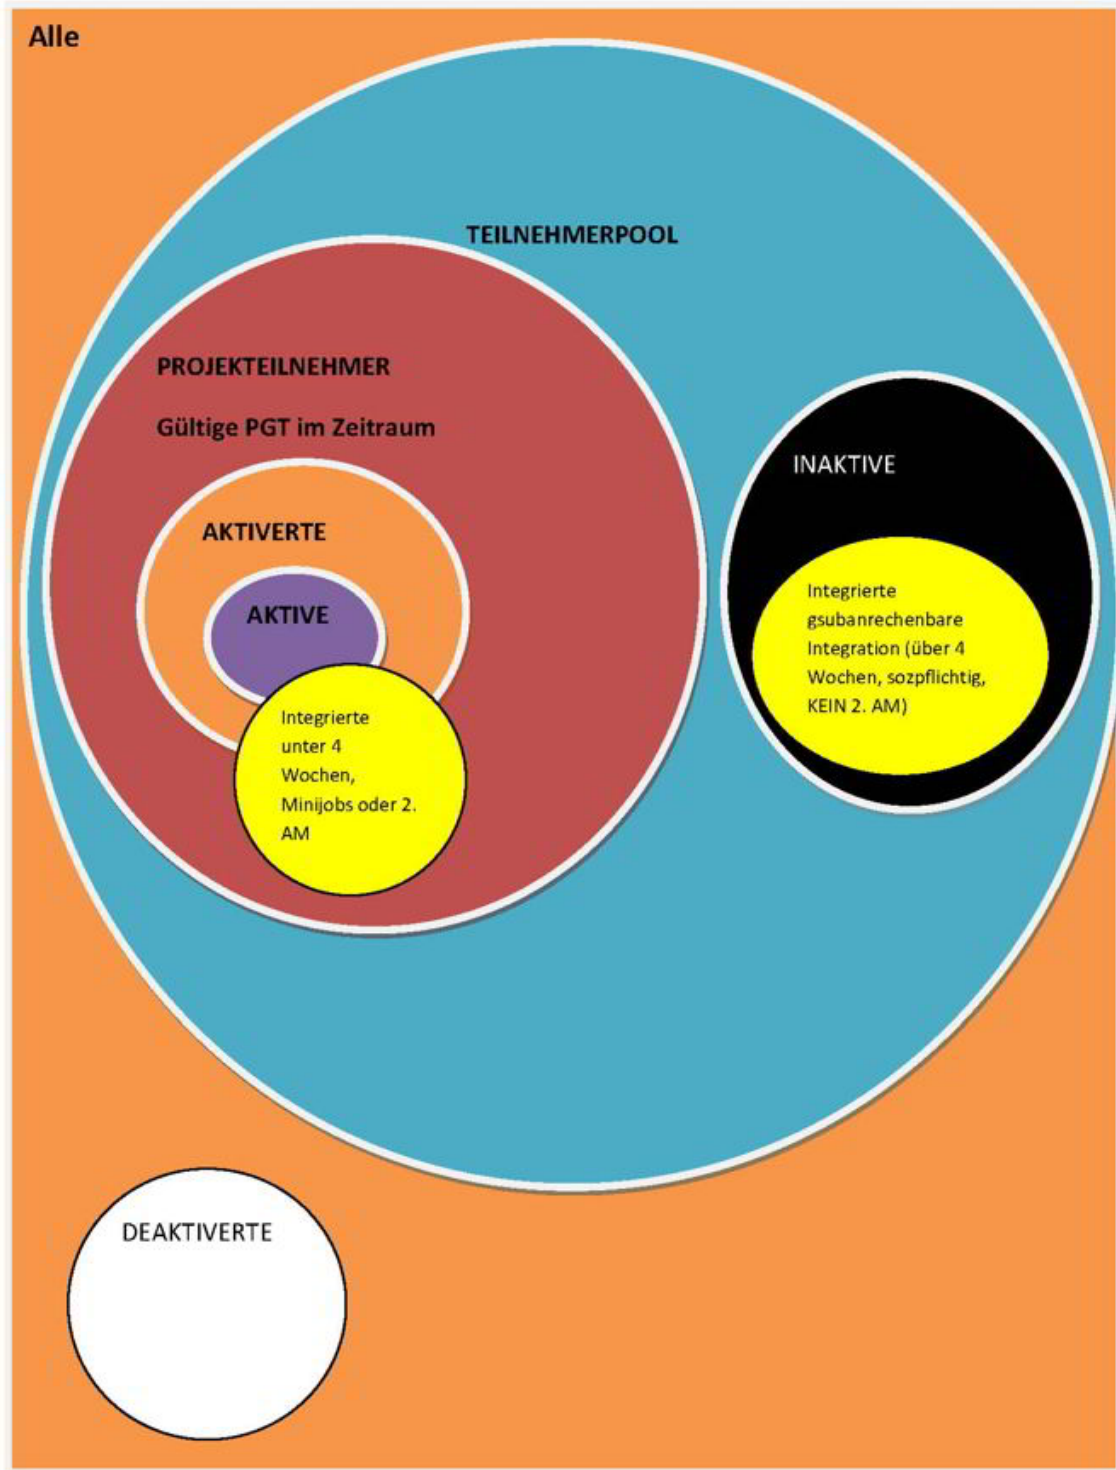 Alle
TEILNEHMERPOOL
PROJEKTEILNEHMER
Gültige PGT im Zeitraum
AKTIVERTE
AKTIVE
Integrierte
unter 4
Wochen,
Minijobs oder 2.
AM
INAKTIVE
Integrierte
gsubanrechenbare
Integration (über 4
Wochen, sozpflichtig,
KEIN 2. AM)
DEAKTIVERTE